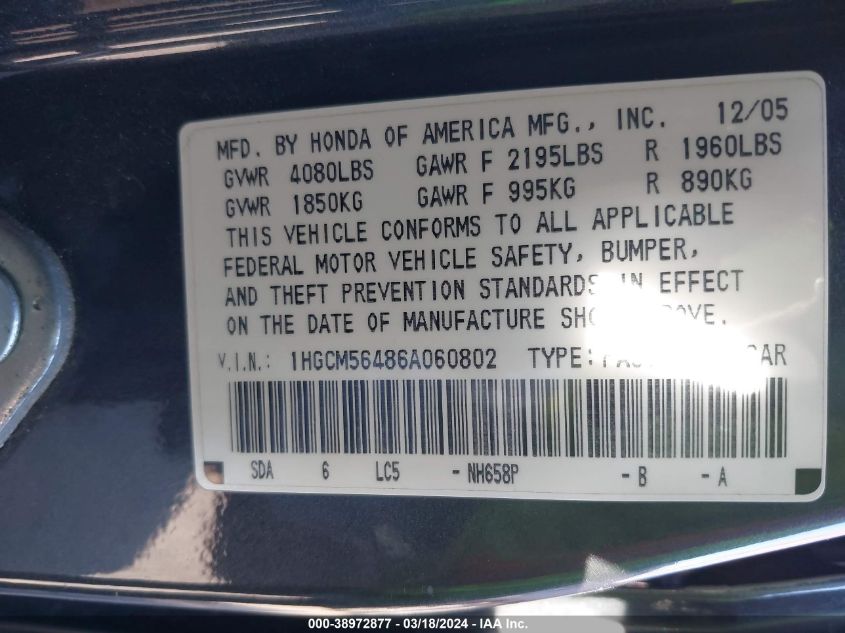 MFD. BY HONDA OF AMERICA MFG., INC. 12/05
GVWR 4080LBS GAWR F 2195LBS R 1960LBS
GVWR 1850KG GAWR F 995KG R 890KG
THIS VEHICLE CONFORMS TO ALL APPLICABLE
FEDERAL MOTOR VEHICLE SAFETY, BUMPER,
AND THEFT PREVENTION STANDARDS IN EFFECT
ON THE DATE OF MANUFACTURE
V.I.N.: 1HGCM56486A060802 TYPE: CAR
SDA 6 LC5 -NH658P -B -A
000-38972877 — 03/18/2024 — IAA Inc.